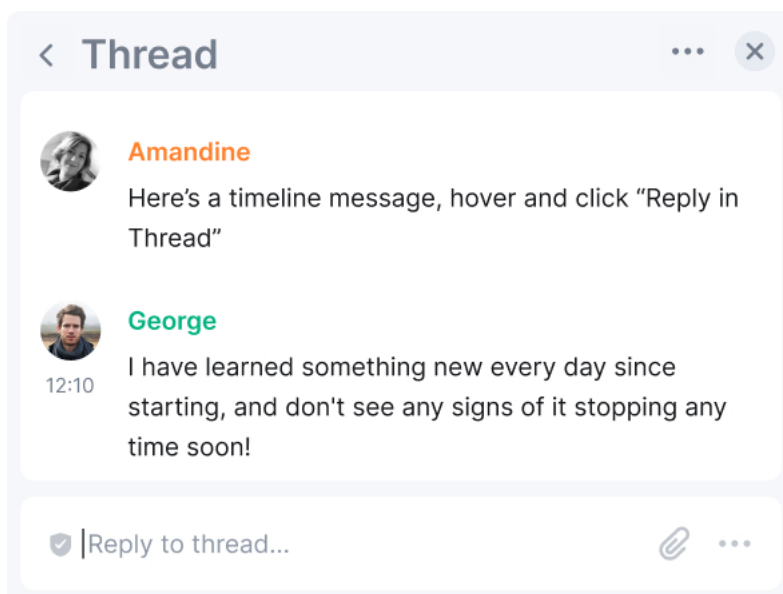 Thread
Amandine
Here’s a timeline message, hover and click “Reply in
Thread”
George
12:10
I have learned something new every day since
starting, and don't see any signs of it stopping any
time soon!
Reply to thread...